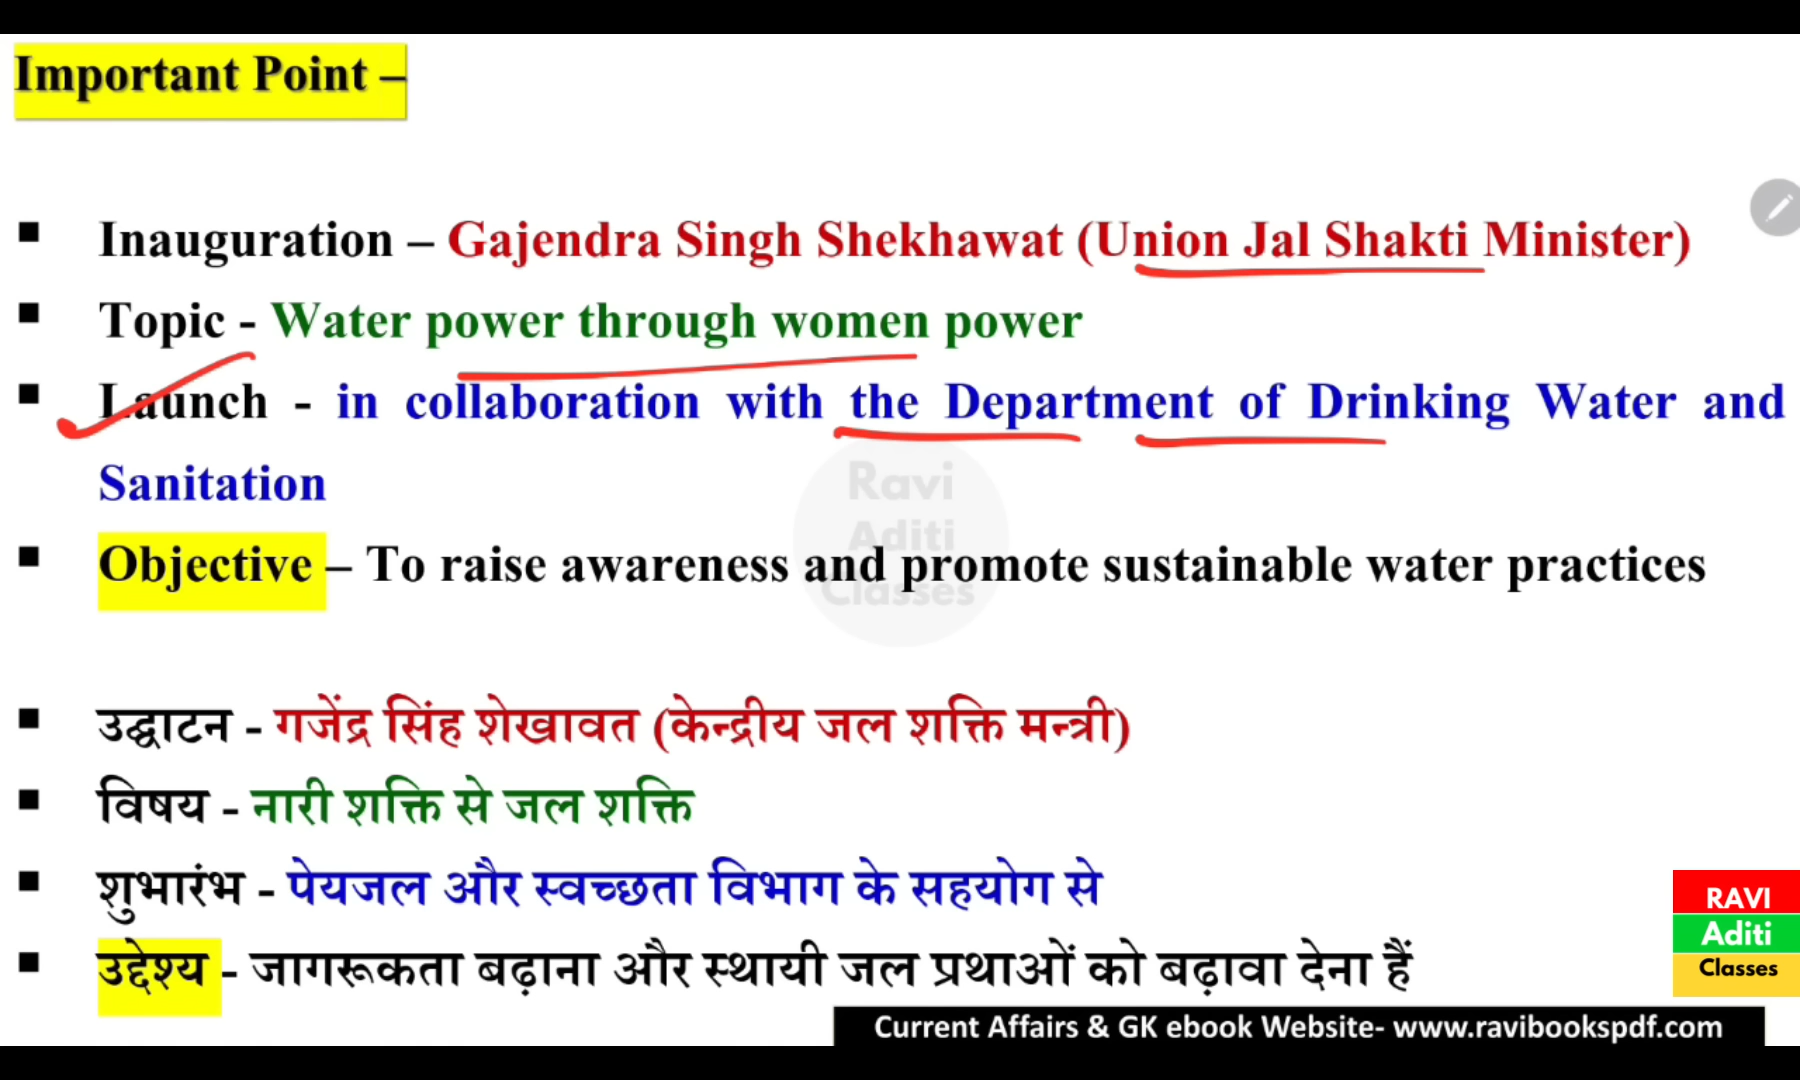 Important Point –
▪ Inauguration – Gajendra Singh Shekhawat (Union Jal Shakti Minister)
▪ Topic - Water power through women power
▪ Launch - in collaboration with the Department of Drinking Water and
Sanitation
▪ Objective – To raise awareness and promote sustainable water practices
Ravi
Aditi
Classes
▪ उद्घाटन - गजेंद्र सिंह शेखावत (केन्द्रीय जल शक्ति मन्त्री)
▪ विषय - नारी शक्ति से जल शक्ति
▪ शुभारंभ - पेयजल और स्वच्छता विभाग के सहयोग से
▪ उद्देश्य - जागरूकता बढ़ाना और स्थायी जल प्रथाओं को बढ़ावा देना हैं
RAVI
Aditi
Classes
Current Affairs & GK ebook Website- www.ravibookspdf.com